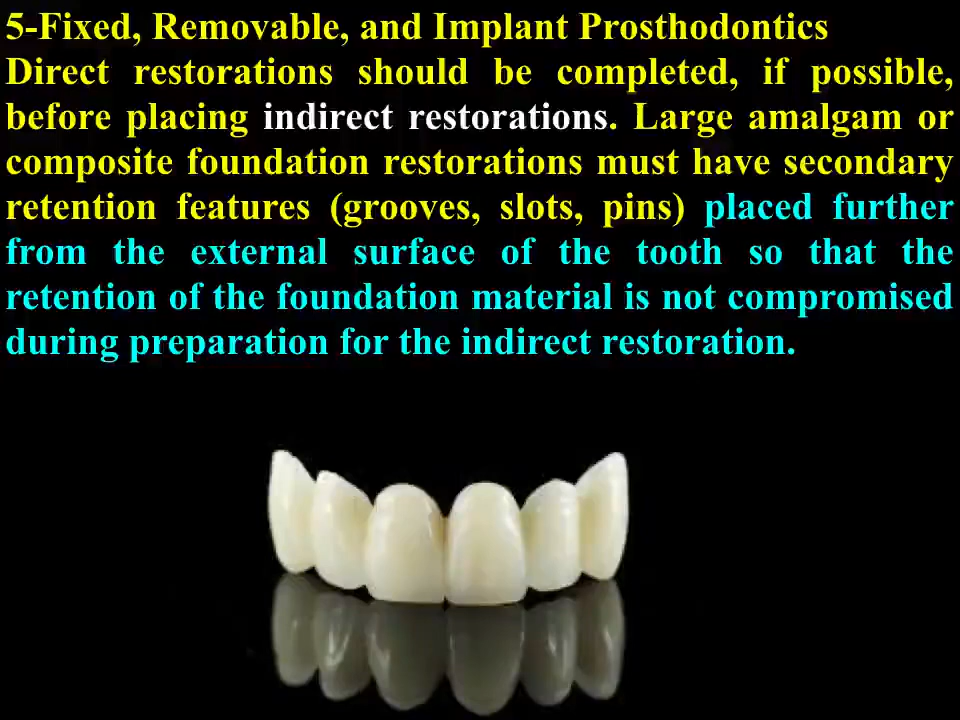 5-Fixed, Removable, and Implant Prosthodontics
Direct restorations should be completed, if possible,
before placing indirect restorations. Large amalgam or
composite foundation restorations must have secondary
retention features (grooves, slots, pins) placed further
from the external surface of the tooth so that the
retention of the foundation material is not compromised
during preparation for the indirect restoration.